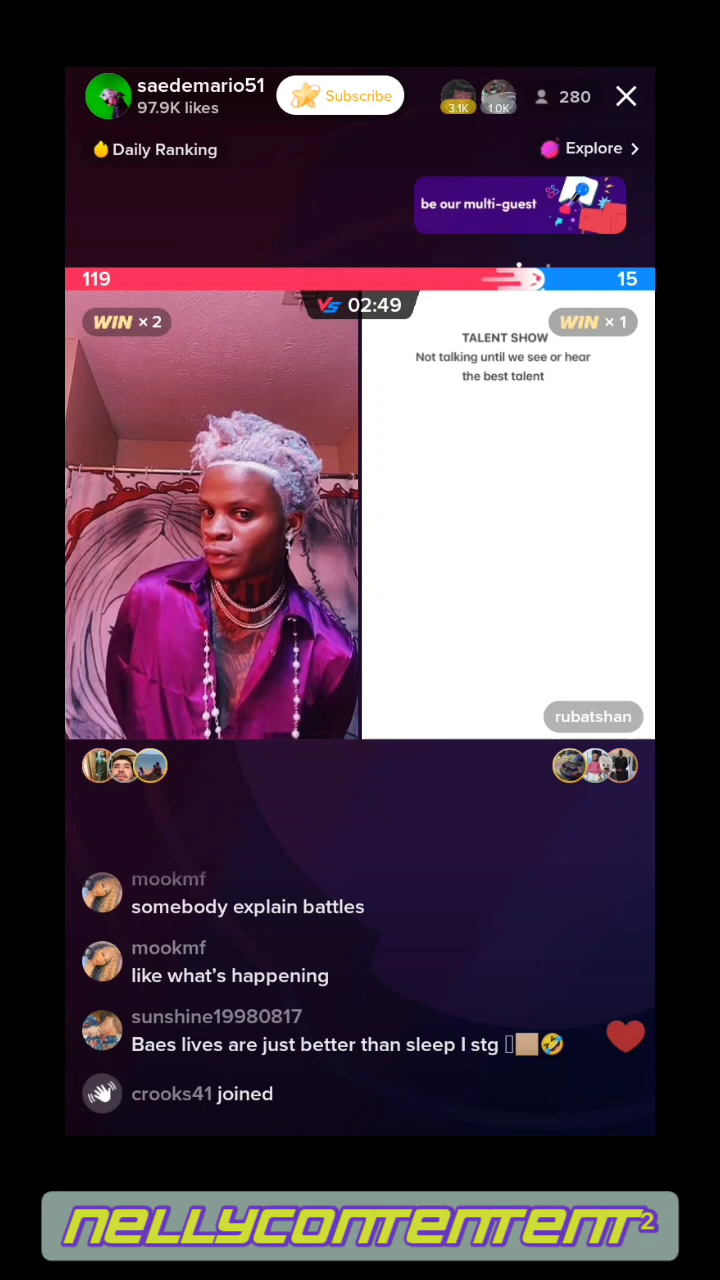 saedemario51
97.9K likes
Subscribe
3.1K
1.0K
280
Daily Ranking
Explore
be our multi-guest
119
15
VS 02:49
WIN × 2
WIN × 1
TALENT SHOW
Not talking until we see or hear
the best talent
rubatshan
mookmf
somebody explain battles
mookmf
like what's happening
sunshine19980817
Baes lives are just better than sleep I stg 🤣
crooks41 joined
NELLYCONTENTENT²